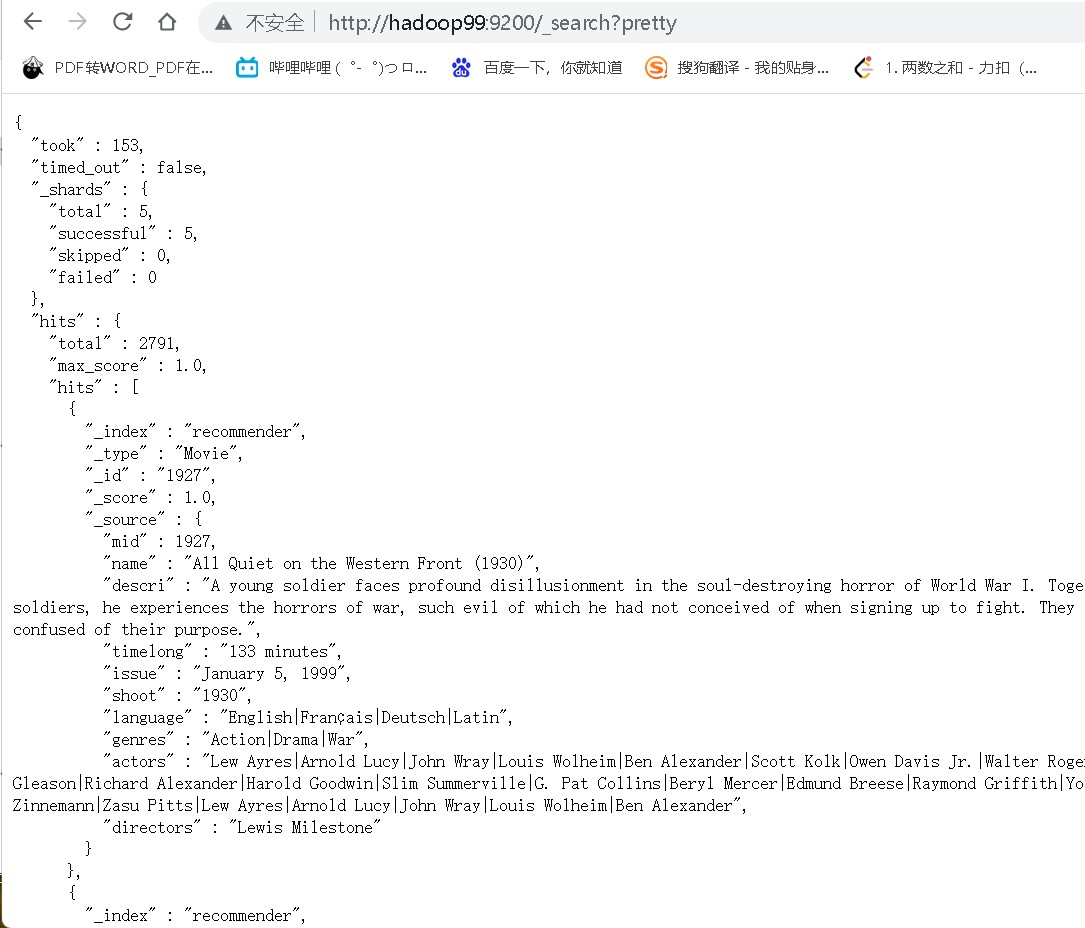 不安全 http://hadoop99:9200/_search?pretty
PDF转WORD_PDF在... 哔哩哔哩 ( ゜- ゜)つロ... 百度一下，你就知道 搜狗翻译 - 我的贴身... 1. 两数之和 - 力扣（...
{
"took" : 153,
"timed_out" : false,
"_shards" : {
"total" : 5,
"successful" : 5,
"skipped" : 0,
"failed" : 0
},
"hits" : {
"total" : 2791,
"max_score" : 1.0,
"hits" : [
{
"_index" : "recommender",
"_type" : "Movie",
"_id" : "1927",
"_score" : 1.0,
"_source" : {
"mid" : 1927,
"name" : "All Quiet on the Western Front (1930)",
"descri" : "A young soldier faces profound disillusionment in the soul-destroying horror of World War I. Toge
soldiers, he experiences the horrors of war, such evil of which he had not conceived of when signing up to fight. They
confused of their purpose.",
"timelong" : "133 minutes",
"issue" : "January 5, 1999",
"shoot" : "1930",
"language" : "English|Français|Deutsch|Latin",
"genres" : "Action|Drama|War",
"actors" : "Lew Ayres|Arnold Lucy|John Wray|Louis Wolheim|Ben Alexander|Scott Kolk|Owen Davis Jr.|Walter Roge
Gleason|Richard Alexander|Harold Goodwin|Slim Summerville|G. Pat Collins|Beryl Mercer|Edmund Breese|Raymond Griffith|Yo
Zinnemann|Zasu Pitts|Lew Ayres|Arnold Lucy|John Wray|Louis Wolheim|Ben Alexander",
"directors" : "Lewis Milestone"
}
},
{
"_index" : "recommender",